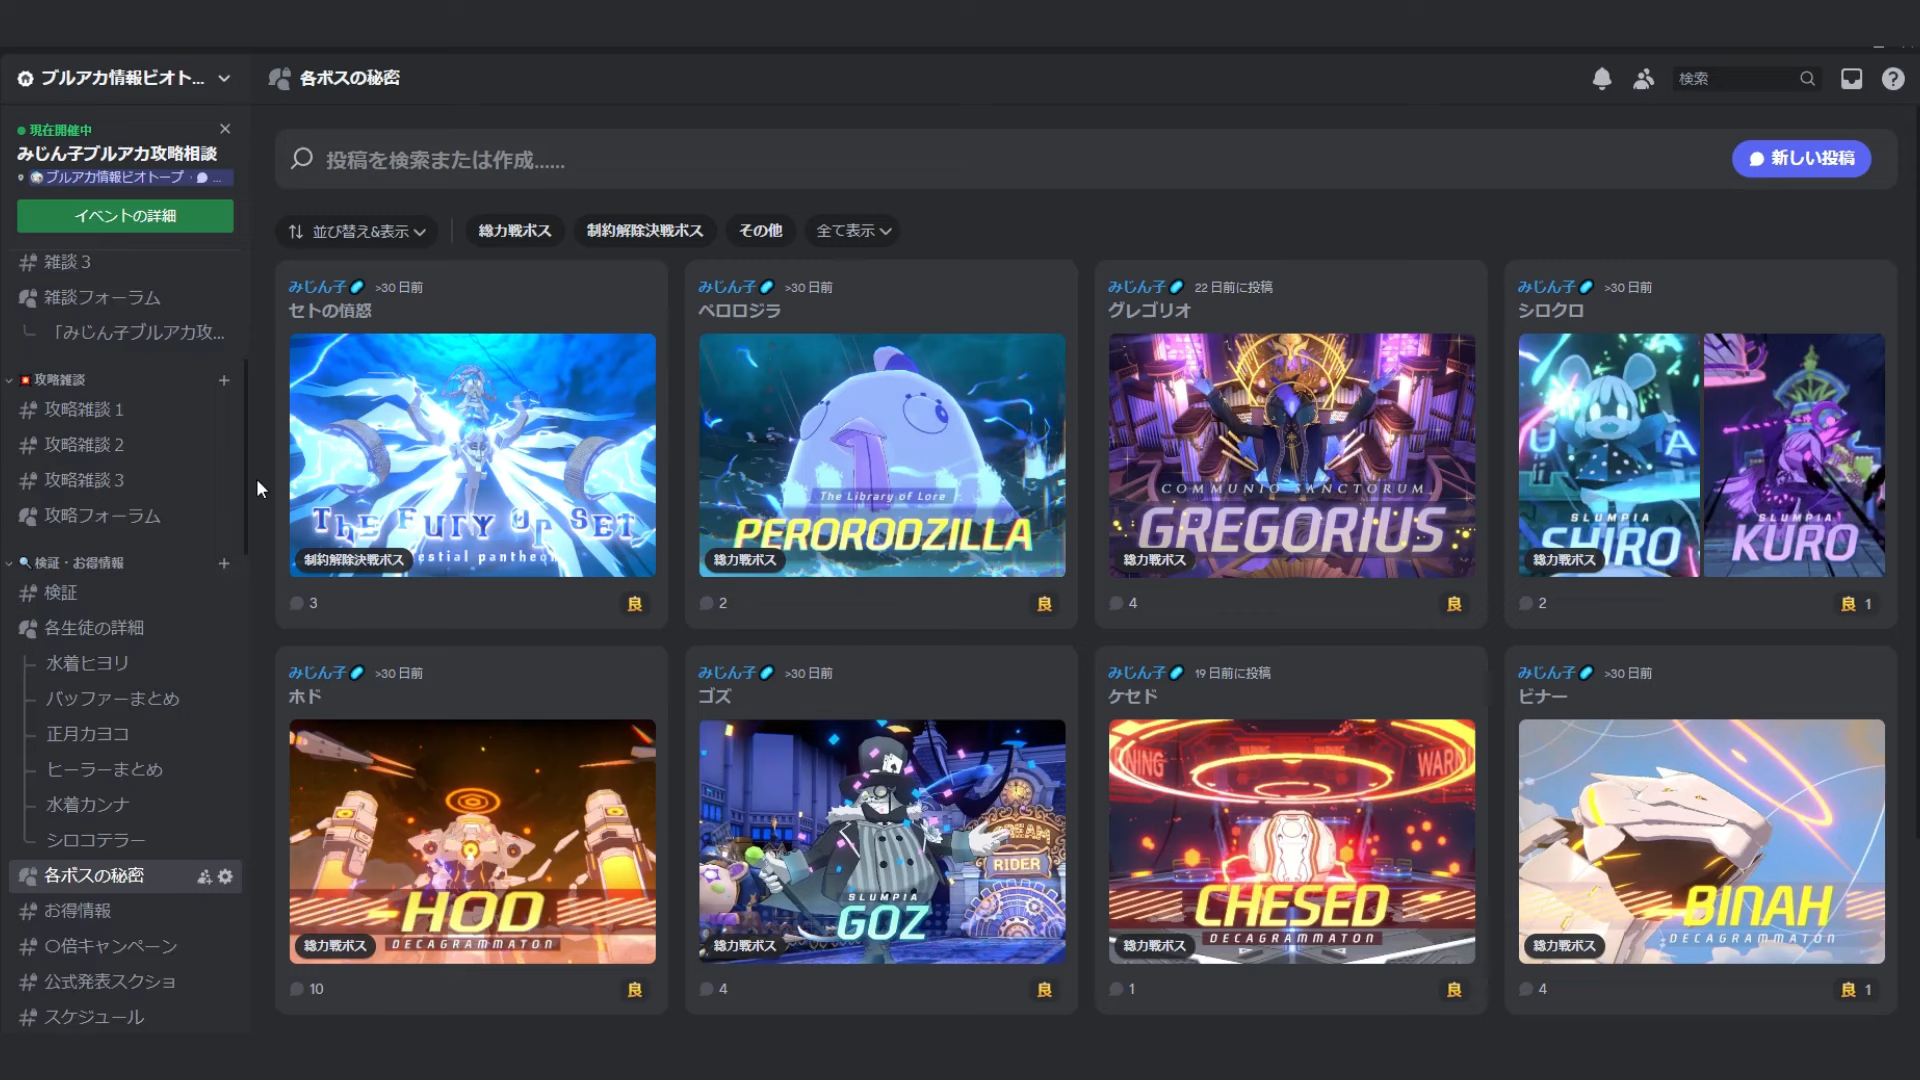 ブルアカ情報ビオト...
各ボスの秘密
検索
現在開催中
みじん子ブルアカ攻略相談
ブルアカ情報ビオトープ · ...
イベントの詳細
雑談３
雑談フォーラム
「みじん子ブルアカ攻...
攻略雑談
攻略雑談１
攻略雑談２
攻略雑談３
攻略フォーラム
検証・お得情報
検証
各生徒の詳細
水着ヒヨリ
バッファーまとめ
正月カヨコ
ヒーラーまとめ
水着カンナ
シロコテラー
各ボスの秘密
お得情報
〇倍キャンペーン
公式発表スクショ
スケジュール
投稿を検索または作成......
新しい投稿
並び替え&表示
総力戦ボス
制約解除決戦ボス
その他
全て表示
みじん子 >30 日前
セトの憤怒
THE FURY OF SET
estial pantheon
制約解除決戦ボス
3
良
みじん子 >30 日前
ペロロジラ
The Library of Lore
PERORODZILLA
総力戦ボス
2
良
みじん子 22 日前に投稿
グレゴリオ
COMMUNIO SANCTORUM
GREGORIUS
総力戦ボス
4
良
みじん子 >30 日前
シロクロ
U A
SLUMPIA
SHIRO
SLUMPIA
KURO
総力戦ボス
2
良 1
みじん子 >30 日前
ホド
HOD
DECAGRAMMATON
総力戦ボス
10
良
みじん子 >30 日前
ゴズ
DREAM
RIDER
SLUMPIA
GOZ
総力戦ボス
4
良
みじん子 19 日前に投稿
ケセド
NING WARNING WARNING WARN
CHESED
DECAGRAMMATON
総力戦ボス
1
良
みじん子 >30 日前
ビナー
BINAH
DECAGRAMMATON
総力戦ボス
4
良 1